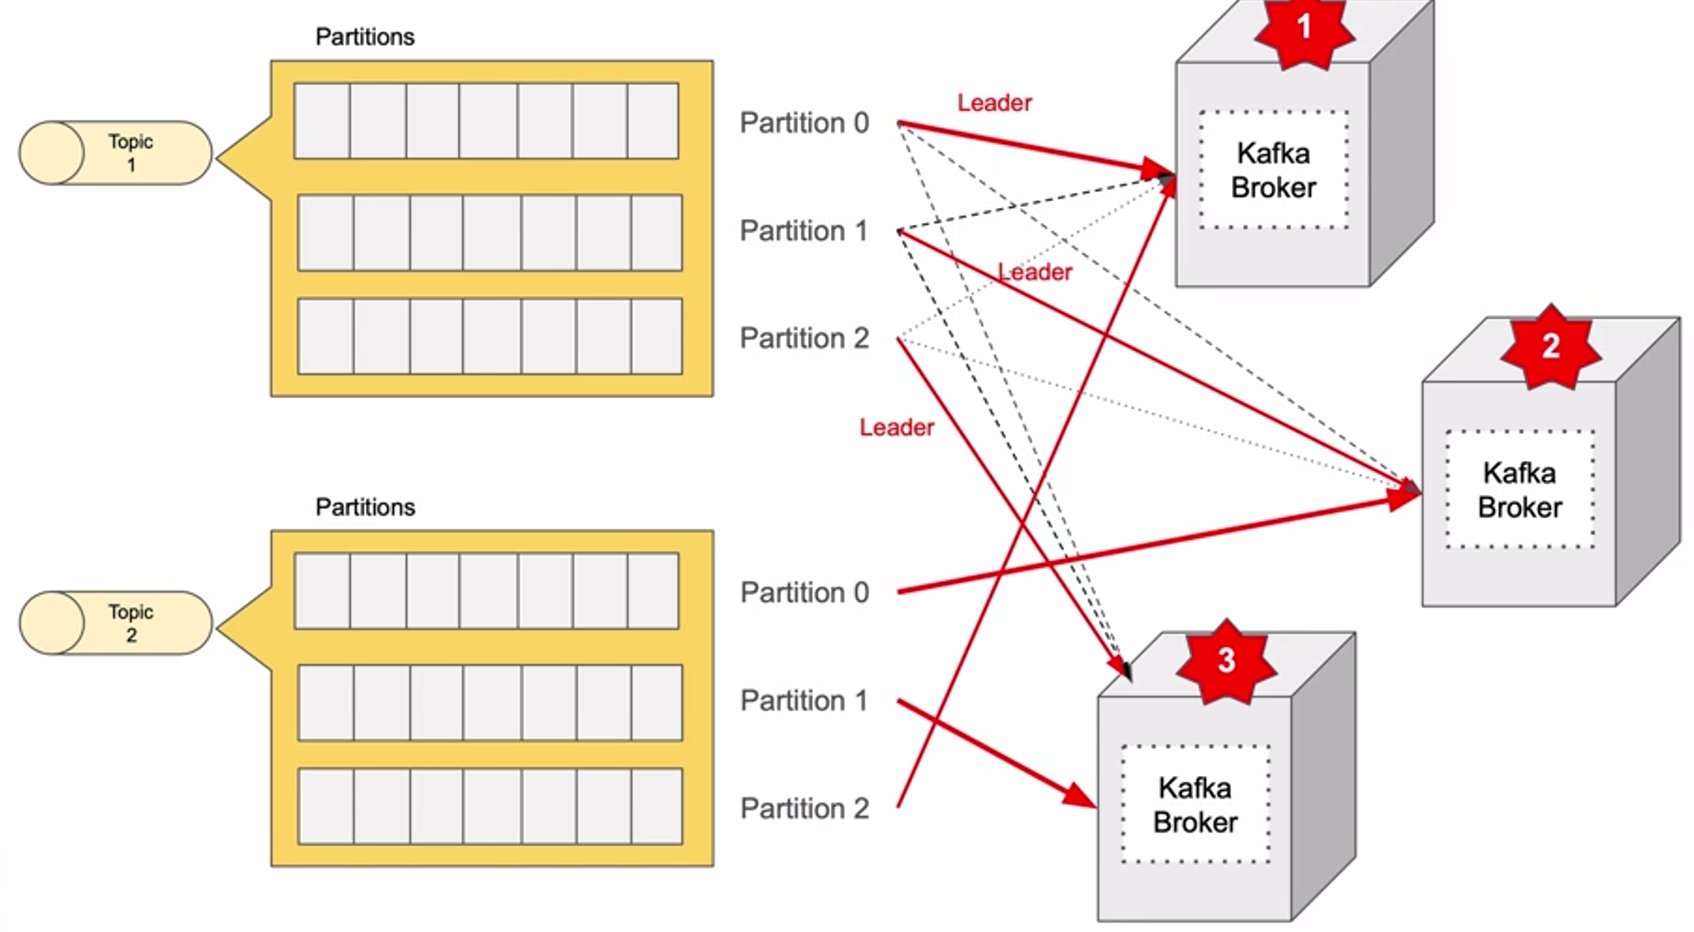 Partitions
Topic
1
Partition 0
Partition 1
Partition 2
Leader
Leader
Leader
1
Kafka
Broker
2
Kafka
Broker
Partitions
Topic
2
Partition 0
Partition 1
Partition 2
3
Kafka
Broker